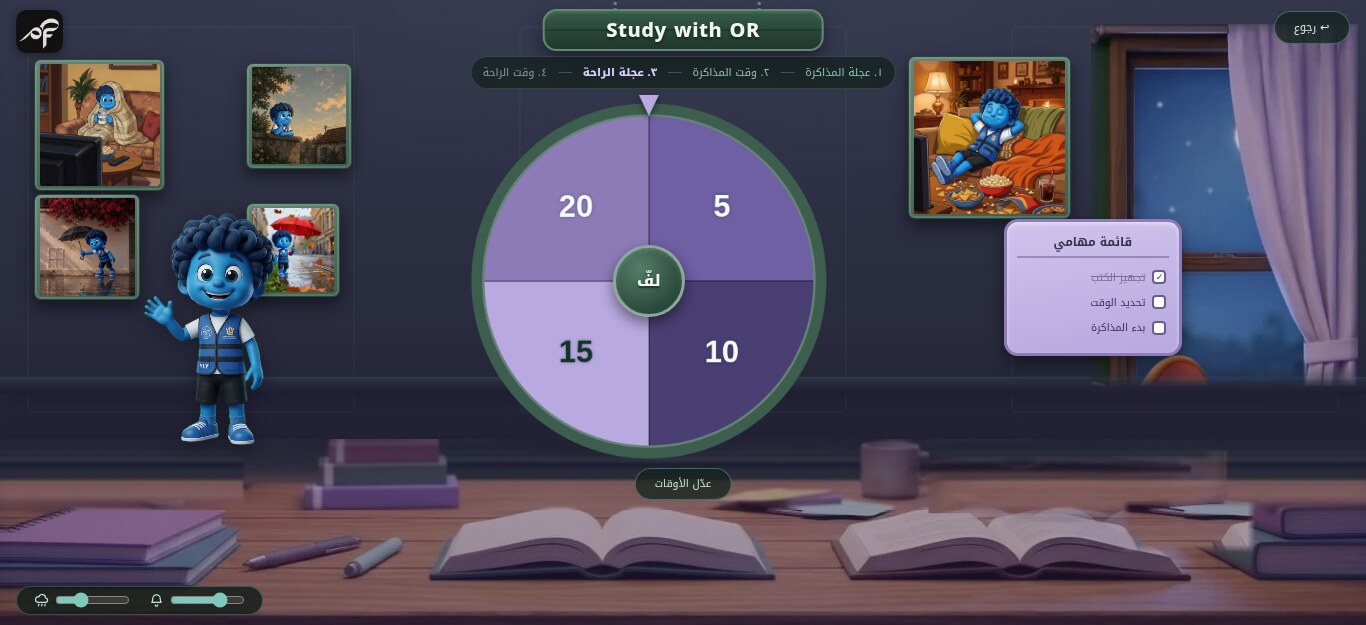 Study with OR
↩ رجوع
١. عجلة المذاكرة — ٢. وقت المذاكرة — ٣. عجلة الراحة — ٤. وقت الراحة
20
5
لفّ
15
10
قائمة مهامي
تجهيز الكتب
تحديد الوقت
بدء المذاكرة
عدّل الأوقات